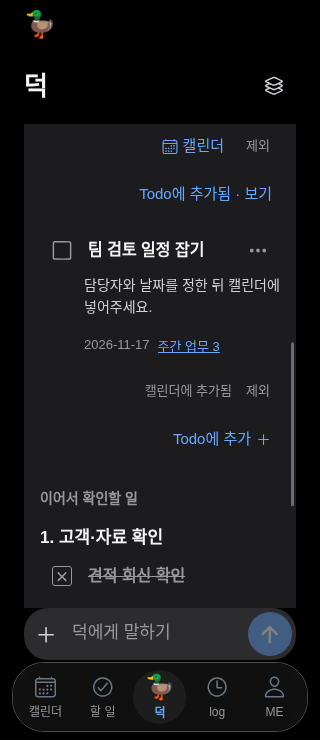 덕
캘린더 제외
Todo에 추가됨 · 보기
팀 검토 일정 잡기
담당자와 날짜를 정한 뒤 캘린더에
넣어주세요.
2026-11-17 주간 업무 3
캘린더에 추가됨 제외
Todo에 추가 +
이어서 확인할 일
1. 고객·자료 확인
견적 회신 확인
덕에게 말하기
캘린더 할 일 덕 log ME